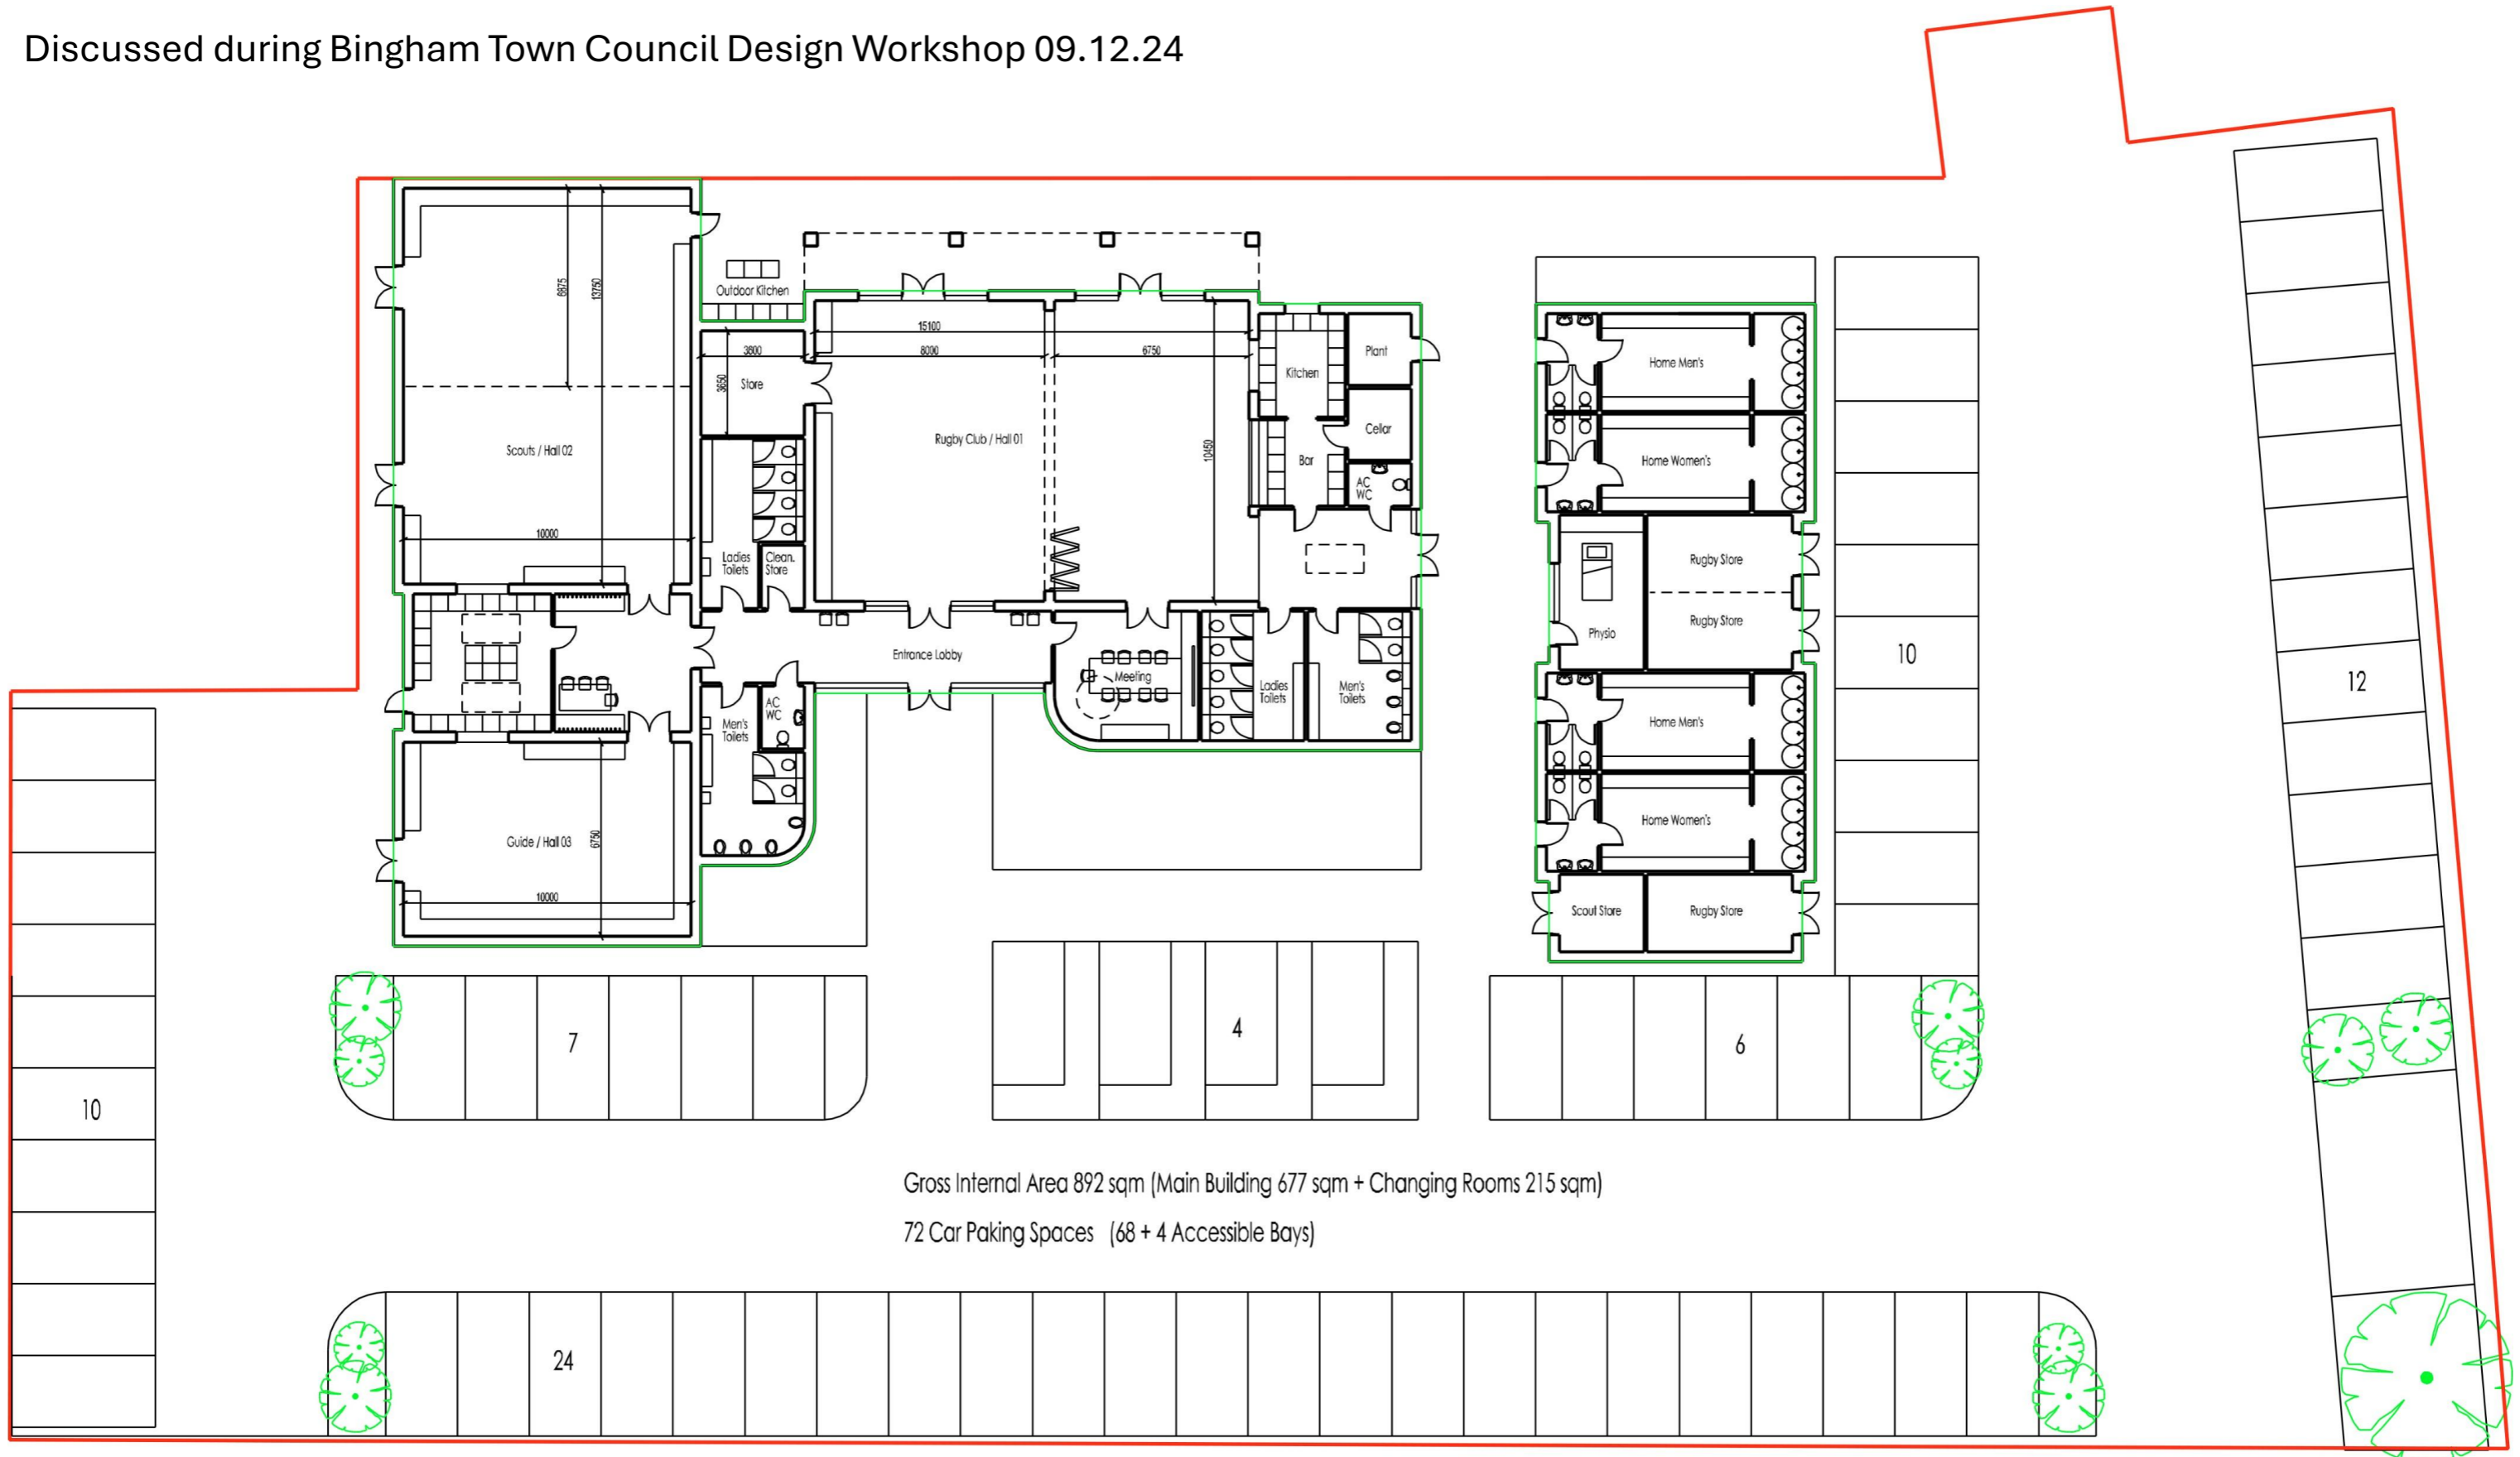 Discussed during Bingham Town Council Design Workshop 09.12.24
Outdoor Kitchen
6875
13750
15100
3800
8000
6750
3650
Store
Plant
Kitchen
Cellar
Bar
AC
WC
Rugby Club / Hall 01
10450
Scouts / Hall 02
10000
Ladies
Toilets
Clean.
Store
Entrance Lobby
Meeting
Ladies
Toilets
Men's
Toilets
AC
WC
Men's
Toilets
Guide / Hall 03
6750
10000
Home Men's
Home Women's
Rugby Store
Rugby Store
Physio
Home Men's
Home Women's
Scout Store
Rugby Store
10
12
7
4
6
10
Gross Internal Area 892 sqm (Main Building 677 sqm + Changing Rooms 215 sqm)
72 Car Paking Spaces (68 + 4 Accessible Bays)
24